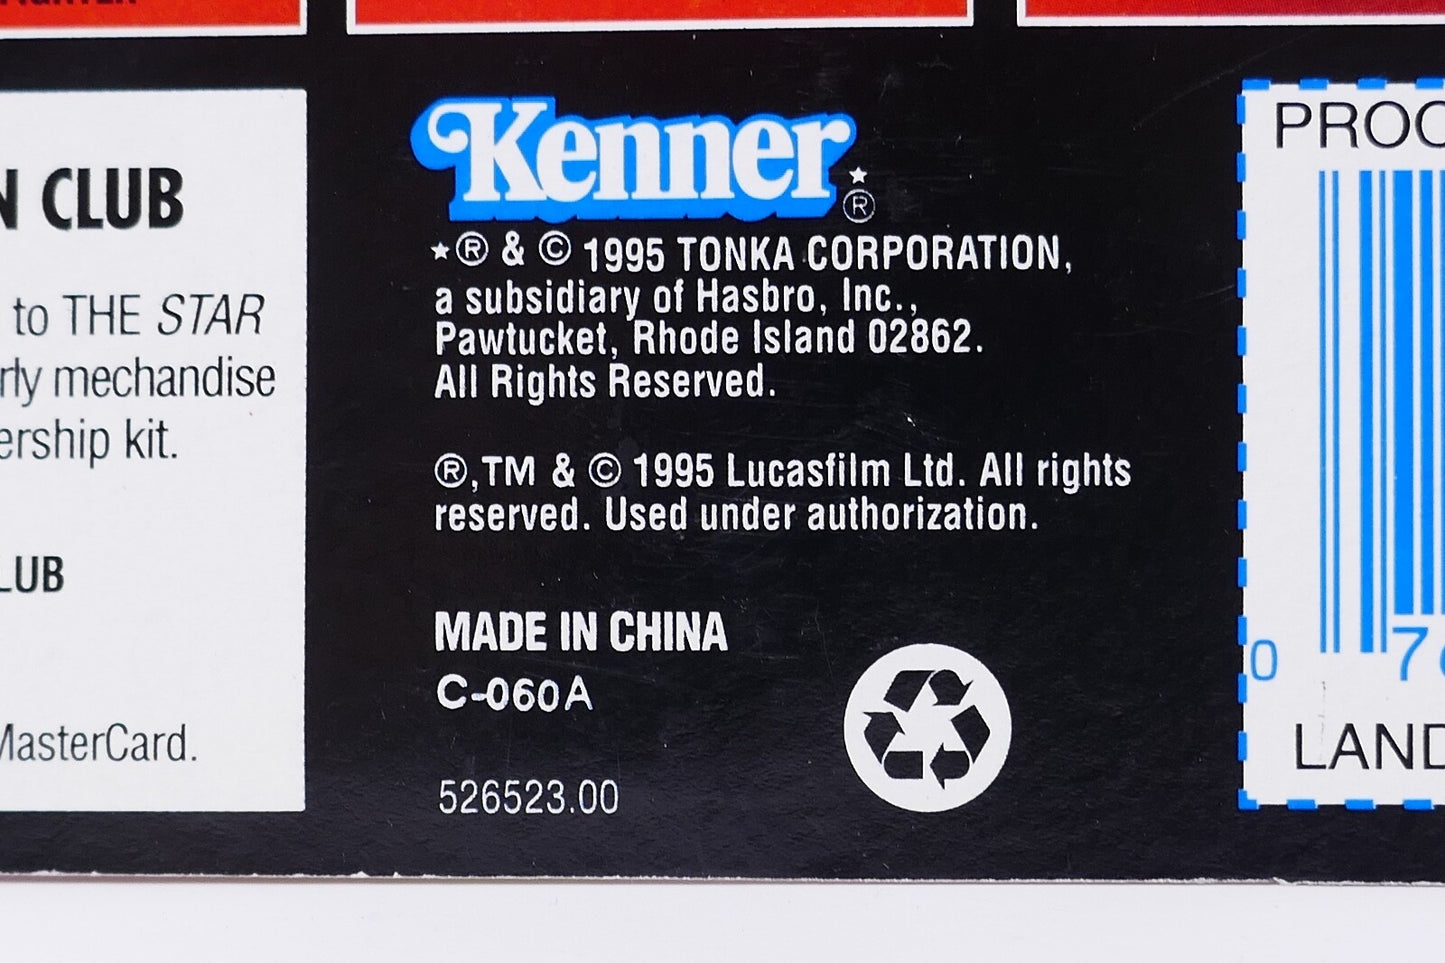 N CLUB
to THE STAR
rly mechandise
ership kit.
LUB
MasterCard.
Kenner
★®
★® & © 1995 TONKA CORPORATION,
a subsidiary of Hasbro, Inc.,
Pawtucket, Rhode Island 02862.
All Rights Reserved.
®,TM & © 1995 Lucasfilm Ltd. All rights
reserved. Used under authorization.
MADE IN CHINA
C-060A
526523.00
PROO
0 76
LAND